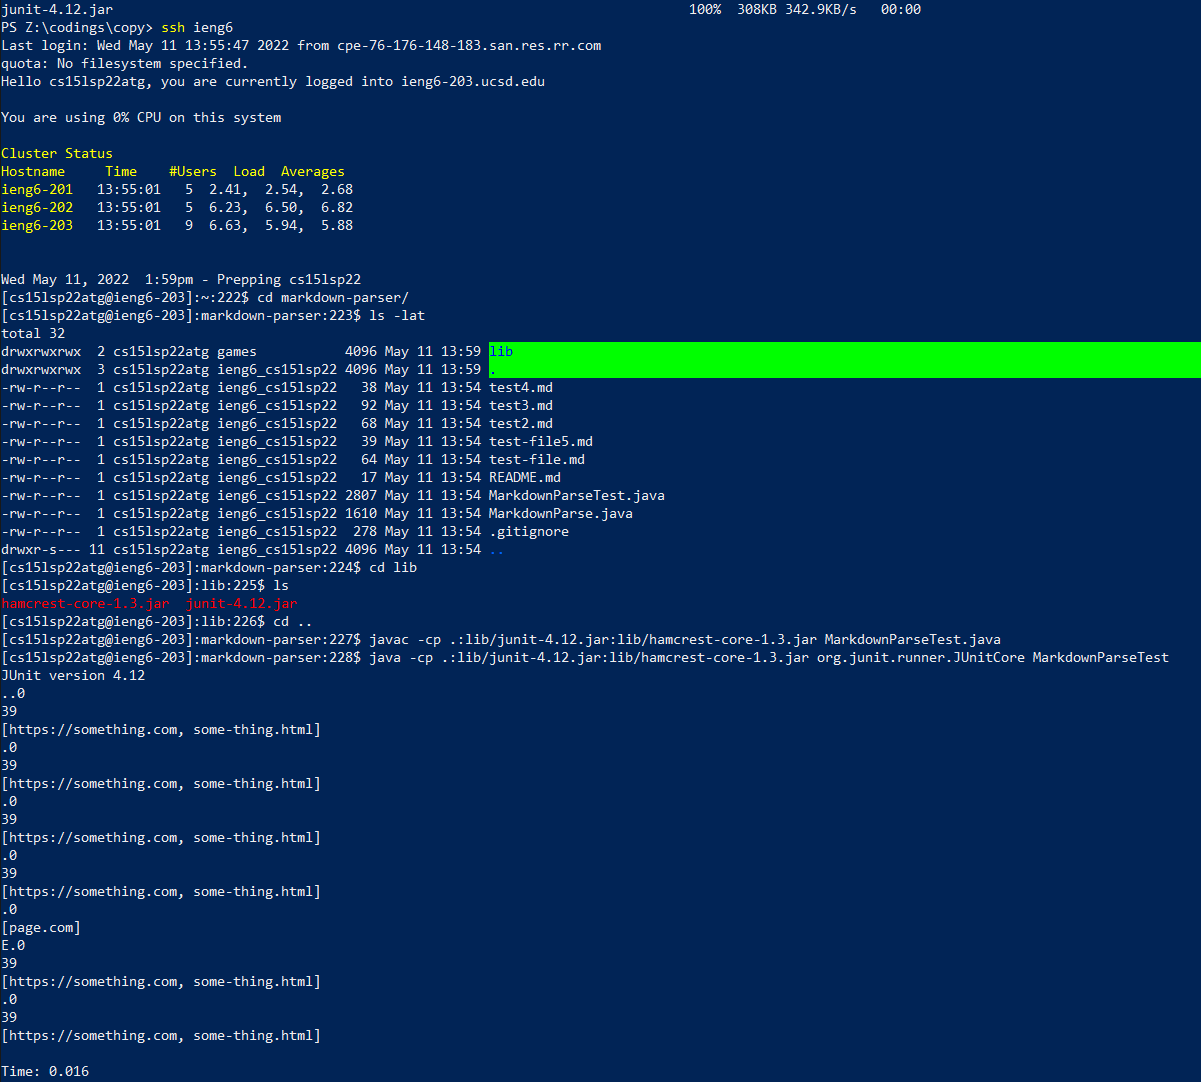 junit-4.12.jar 100% 308KB 342.9KB/s 00:00
PS Z:\codings\copy> ssh ieng6
Last login: Wed May 11 13:55:47 2022 from cpe-76-176-148-183.san.res.rr.com
quota: No filesystem specified.
Hello cs15lsp22atg, you are currently logged into ieng6-203.ucsd.edu
You are using 0% CPU on this system
Cluster Status
Hostname     Time    #Users  Load  Averages
ieng6-201   13:55:01   5  2.41,  2.54,  2.68
ieng6-202   13:55:01   5  6.23,  6.50,  6.82
ieng6-203   13:55:01   9  6.63,  5.94,  5.88
Wed May 11, 2022  1:59pm - Prepping cs15lsp22
[cs15lsp22atg@ieng6-203]:~:222$ cd markdown-parser/
[cs15lsp22atg@ieng6-203]:markdown-parser:223$ ls -lat
total 32
drwxrwxrwx  2 cs15lsp22atg games           4096 May 11 13:59 lib
drwxrwxrwx  3 cs15lsp22atg ieng6_cs15lsp22 4096 May 11 13:59 .
-rw-r--r--  1 cs15lsp22atg ieng6_cs15lsp22   38 May 11 13:54 test4.md
-rw-r--r--  1 cs15lsp22atg ieng6_cs15lsp22   92 May 11 13:54 test3.md
-rw-r--r--  1 cs15lsp22atg ieng6_cs15lsp22   68 May 11 13:54 test2.md
-rw-r--r--  1 cs15lsp22atg ieng6_cs15lsp22   39 May 11 13:54 test-file5.md
-rw-r--r--  1 cs15lsp22atg ieng6_cs15lsp22   64 May 11 13:54 test-file.md
-rw-r--r--  1 cs15lsp22atg ieng6_cs15lsp22   17 May 11 13:54 README.md
-rw-r--r--  1 cs15lsp22atg ieng6_cs15lsp22 2807 May 11 13:54 MarkdownParseTest.java
-rw-r--r--  1 cs15lsp22atg ieng6_cs15lsp22 1610 May 11 13:54 MarkdownParse.java
-rw-r--r--  1 cs15lsp22atg ieng6_cs15lsp22  278 May 11 13:54 .gitignore
drwxr-s--- 11 cs15lsp22atg ieng6_cs15lsp22 4096 May 11 13:54 ..
[cs15lsp22atg@ieng6-203]:markdown-parser:224$ cd lib
[cs15lsp22atg@ieng6-203]:lib:225$ ls
hamcrest-core-1.3.jar  junit-4.12.jar
[cs15lsp22atg@ieng6-203]:lib:226$ cd ..
[cs15lsp22atg@ieng6-203]:markdown-parser:227$ javac -cp .:lib/junit-4.12.jar:lib/hamcrest-core-1.3.jar MarkdownParseTest.java
[cs15lsp22atg@ieng6-203]:markdown-parser:228$ java -cp .:lib/junit-4.12.jar:lib/hamcrest-core-1.3.jar org.junit.runner.JUnitCore MarkdownParseTest
JUnit version 4.12
..0
39
[https://something.com, some-thing.html]
.0
39
[https://something.com, some-thing.html]
.0
39
[https://something.com, some-thing.html]
.0
39
[https://something.com, some-thing.html]
.0
[page.com]
E.0
39
[https://something.com, some-thing.html]
.0
39
[https://something.com, some-thing.html]
Time: 0.016